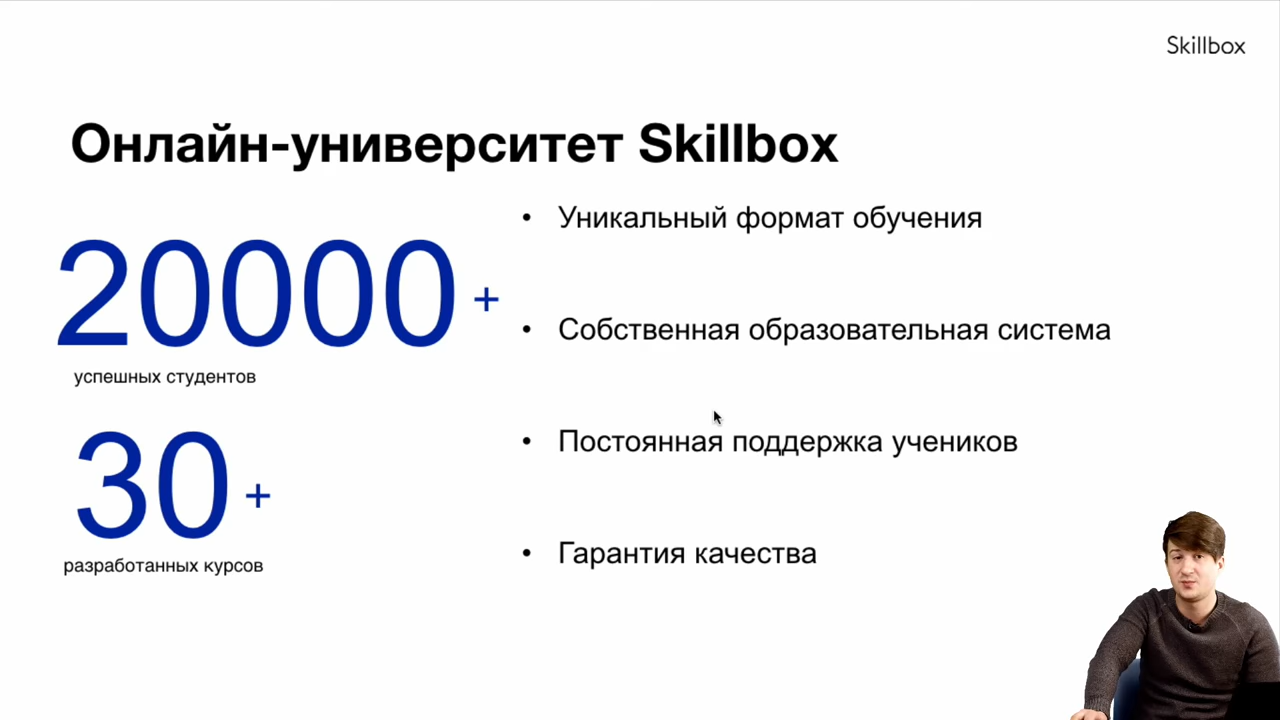 Skillbox
Онлайн-университет Skillbox
20000 +
успешных студентов
30 +
разработанных курсов
• Уникальный формат обучения
• Собственная образовательная система
• Постоянная поддержка учеников
• Гарантия качества